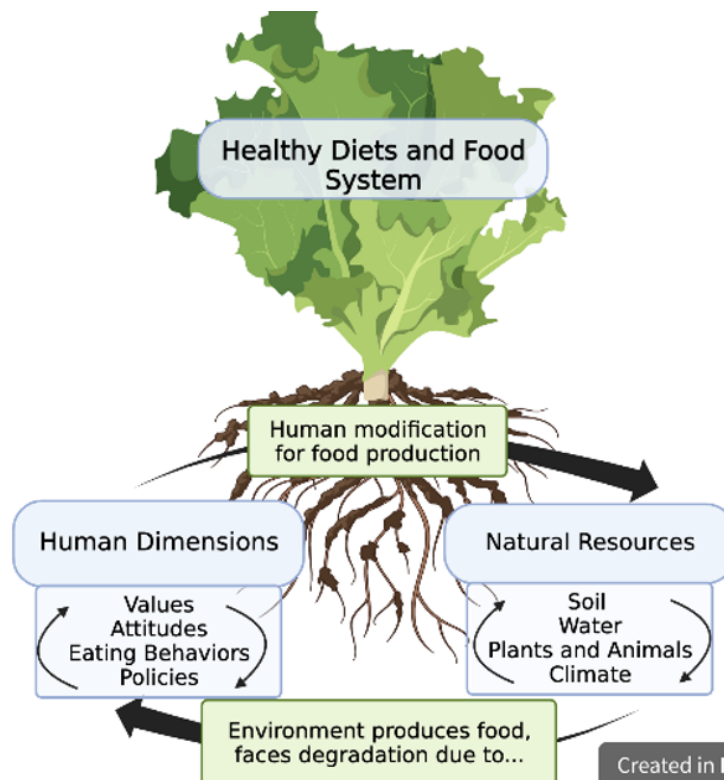 Healthy Diets and Food
System
Human modification
for food production
Human Dimensions
Natural Resources
Values
Attitudes
Eating Behaviors
Policies
Soil
Water
Plants and Animals
Climate
Environment produces food,
faces degradation due to...
Created in